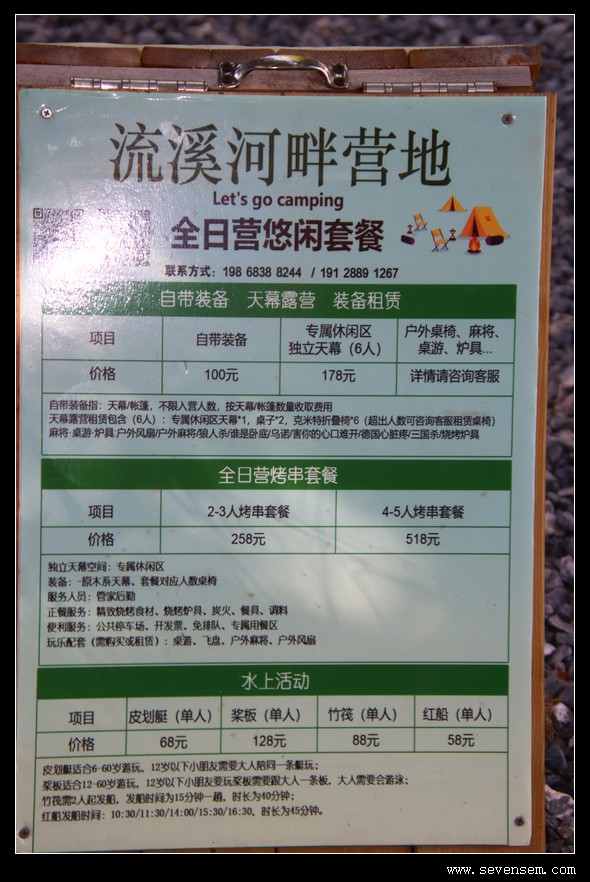 流溪河畔营地
Let's go camping
全日营悠闲套餐
联系方式：198 6838 8244 / 191 2889 1267
自带装备 天幕露营 装备租赁
项目 自带装备 专属休闲区 独立天幕（6人） 户外桌椅、麻将、桌游、炉具...
价格 100元 178元 详情请咨询客服
自带装备指：天幕/帐篷，不限入营人数，按天幕/帐篷数量收取费用
天幕露营租赁包含（6人）：专属休闲区天幕*1，桌子*2，克米特折叠椅*6（超出人数可咨询客服租赁桌椅）
麻将·桌游·炉具:户外风扇/户外麻将/狼人杀/谁是卧底/乌诺/害你的心口难开/德国心脏疼/三国杀/烧烤炉具
全日营烤串套餐
项目 2-3人烤串套餐 4-5人烤串套餐
价格 258元 518元
独立天幕空间：专属休闲区
装备：-原木系天幕、套餐对应人数桌椅
服务人员：管家后勤
正餐服务：精致烧烤食材、烧烤炉具、炭火、餐具、调料
便利服务：公共停车场、开发票、免排队、专属用餐区
玩乐配套（需购买或租赁）：桌游、飞盘、户外麻将、户外风扇
水上活动
项目 皮划艇（单人） 桨板（单人） 竹筏（单人） 红船（单人）
价格 68元 128元 88元 58元
皮划艇适合6-60岁游玩，12岁以下小朋友需要大人陪同一条艇玩；
桨板适合12-60岁游玩，12岁以下小朋友要玩桨板需要跟大人一条板，大人需要会游泳；
竹筏需2人起发船，发船时间为15分钟一趟，时长为40分钟；
红船发船时间：10:30/11:30/14:00/15:30/16:30，时长为45分钟。
www.sevensem.com